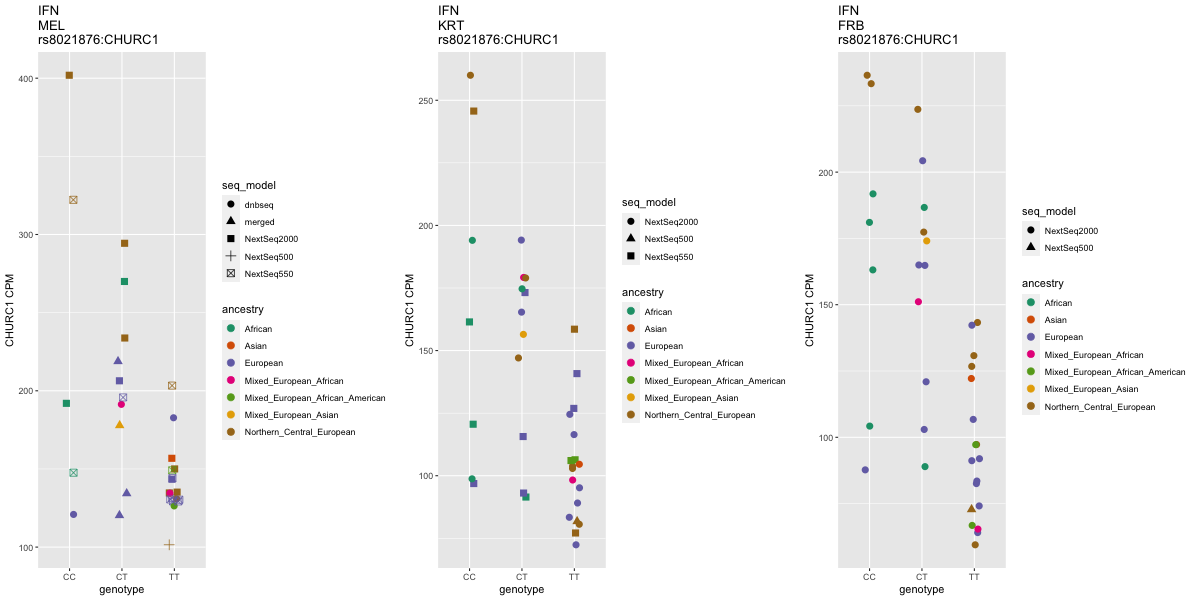 IFN
MEL
rs8021876:CHURC1
CHURC1 CPM
400
300
200
100
CC
CT
TT
genotype
seq_model
dnbseq
merged
NextSeq2000
NextSeq500
NextSeq550
ancestry
African
Asian
European
Mixed_European_African
Mixed_European_African_American
Mixed_European_Asian
Northern_Central_European
IFN
KRT
rs8021876:CHURC1
CHURC1 CPM
250
200
150
100
CC
CT
TT
genotype
seq_model
NextSeq2000
NextSeq500
NextSeq550
ancestry
African
Asian
European
Mixed_European_African
Mixed_European_African_American
Mixed_European_Asian
Northern_Central_European
IFN
FRB
rs8021876:CHURC1
CHURC1 CPM
200
150
100
CC
CT
TT
genotype
seq_model
NextSeq2000
NextSeq500
ancestry
African
Asian
European
Mixed_European_African
Mixed_European_African_American
Mixed_European_Asian
Northern_Central_European